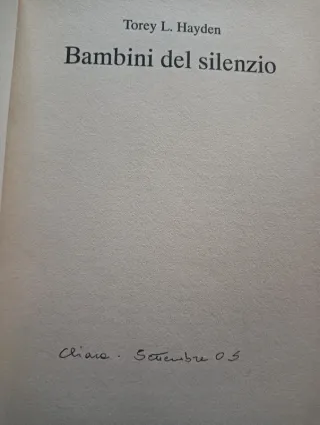 Torey L. Hayden
Bambini del silenzio
Chiara - Settembre 05